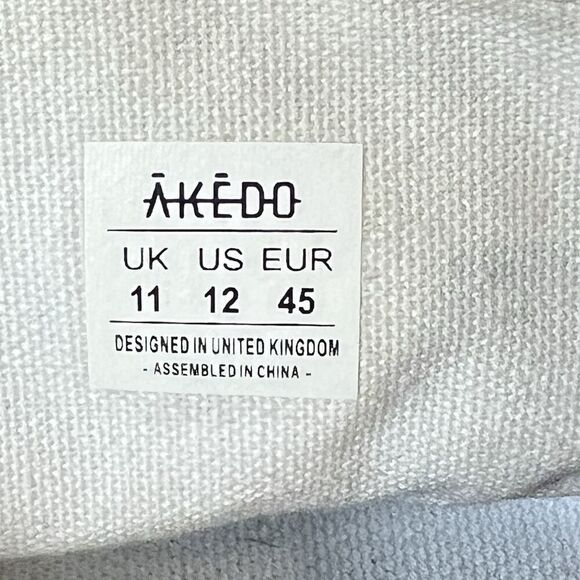 ĀKĒDO
UK US EUR
11 12 45
DESIGNED IN UNITED KINGDOM
- ASSEMBLED IN CHINA -